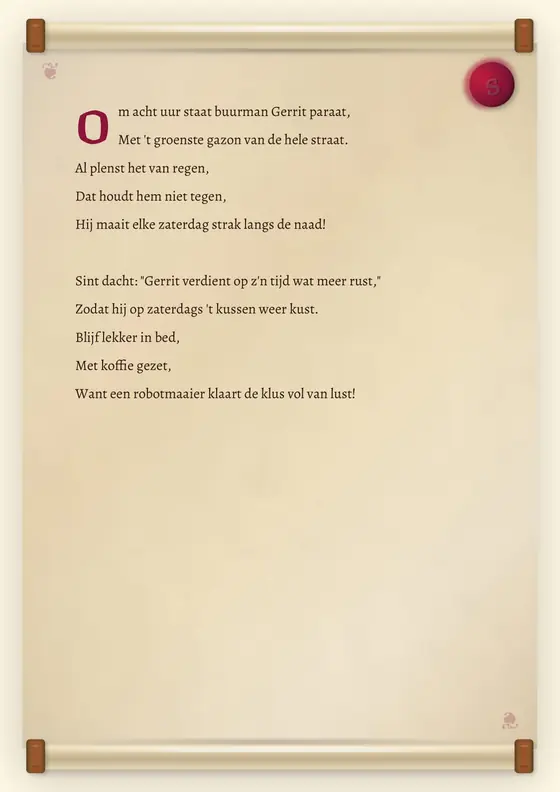 Om acht uur staat buurman Gerrit paraat,
Met 't groenste gazon van de hele straat.
Al plenst het van regen,
Dat houdt hem niet tegen,
Hij maait elke zaterdag strak langs de naad!
Sint dacht: "Gerrit verdient op z'n tijd wat meer rust,"
Zodat hij op zaterdags 't kussen weer kust.
Blijf lekker in bed,
Met koffie gezet,
Want een robotmaaier klaart de klus vol van lust!
S